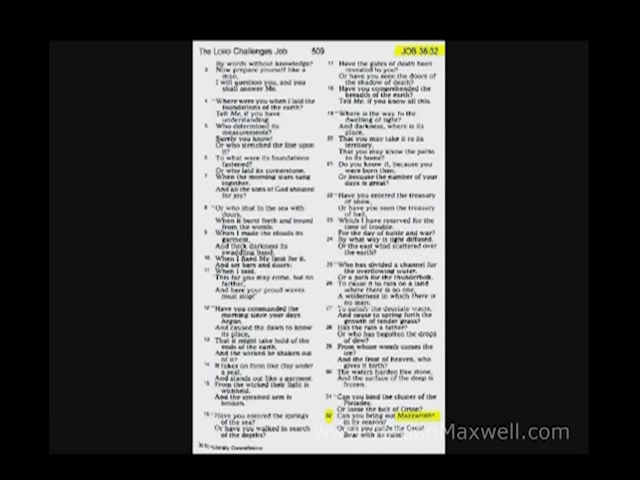 The LORD Challenges Job 509 JOB 38:32
By words without knowledge?
3 Now prepare yourself like a
man;
I will question you, and you
shall answer Me.
4 "Where were you when I laid the
foundations of the earth?
Tell Me, if you have
understanding.
5 Who determined its
measurements?
Surely you know!
Or who stretched the line upon
it?
6 To what were its foundations
fastened?
Or who laid its cornerstone,
7 When the morning stars sang
together,
And all the sons of God shouted
for joy?
8 "Or who shut in the sea with
doors,
When it burst forth and issued
from the womb;
9 When I made the clouds its
garment,
And thick darkness its
swaddling band;
10 When I fixed My limit for it,
And set bars and doors;
11 When I said,
'This far you may come, but no
farther,
And here your proud waves
must stop!'
12 "Have you commanded the
morning since your days
began,
And caused the dawn to know
its place,
13 That it might take hold of the
ends of the earth,
And the wicked be shaken out
of it?
14 It takes on form like clay under
a seal,
And stands out like a garment.
15 From the wicked their light is
withheld,
And the upraised arm is
broken.
16 "Have you entered the springs
of the sea?
Or have you walked in search
of the depths?
17 Have the gates of death been
revealed to you?
Or have you seen the doors of
the shadow of death?
18 Have you comprehended the
breadth of the earth?
Tell Me, if you know all this.
19 "Where is the way to the
dwelling of light?
And darkness, where is its
place,
20 That you may take it to its
territory,
That you may know the paths
to its home?
21 Do you know it, because you
were born then,
Or because the number of your
days is great?
22 "Have you entered the treasury
of snow,
Or have you seen the treasury
of hail,
23 Which I have reserved for the
time of trouble,
For the day of battle and war?
24 By what way is light diffused,
Or the east wind scattered over
the earth?
25 "Who has divided a channel for
the overflowing water,
Or a path for the thunderbolt,
26 To cause it to rain on a land
where there is no one,
A wilderness in which there is
no man;
27 To satisfy the desolate waste,
And cause to spring forth the
growth of tender grass?
28 Has the rain a father?
Or who has begotten the drops
of dew?
29 From whose womb comes the
ice?
And the frost of heaven, who
gives it birth?
30 The waters harden like stone,
And the surface of the deep is
frozen.
31 "Can you bind the cluster of the
Pleiades,
Or loose the belt of Orion?
32 Can you bring out Mazzaroth*
in its season?
Or can you guide the Great
Bear with its cubs?
Literally Constellations
Maxwell.com